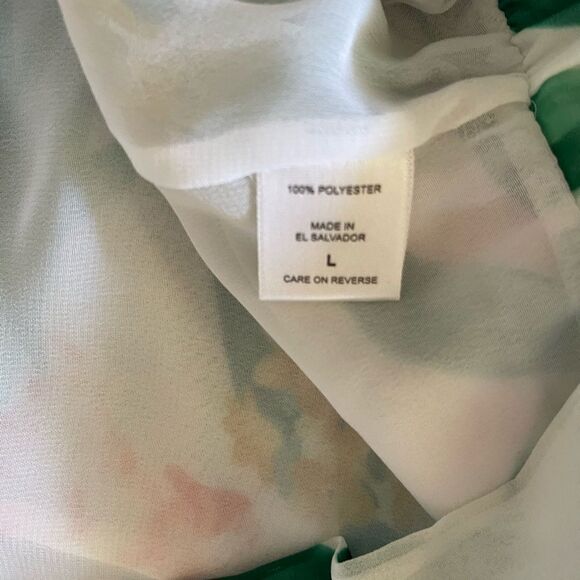 100% POLYESTER
MADE IN
EL SALVADOR
L
CARE ON REVERSE